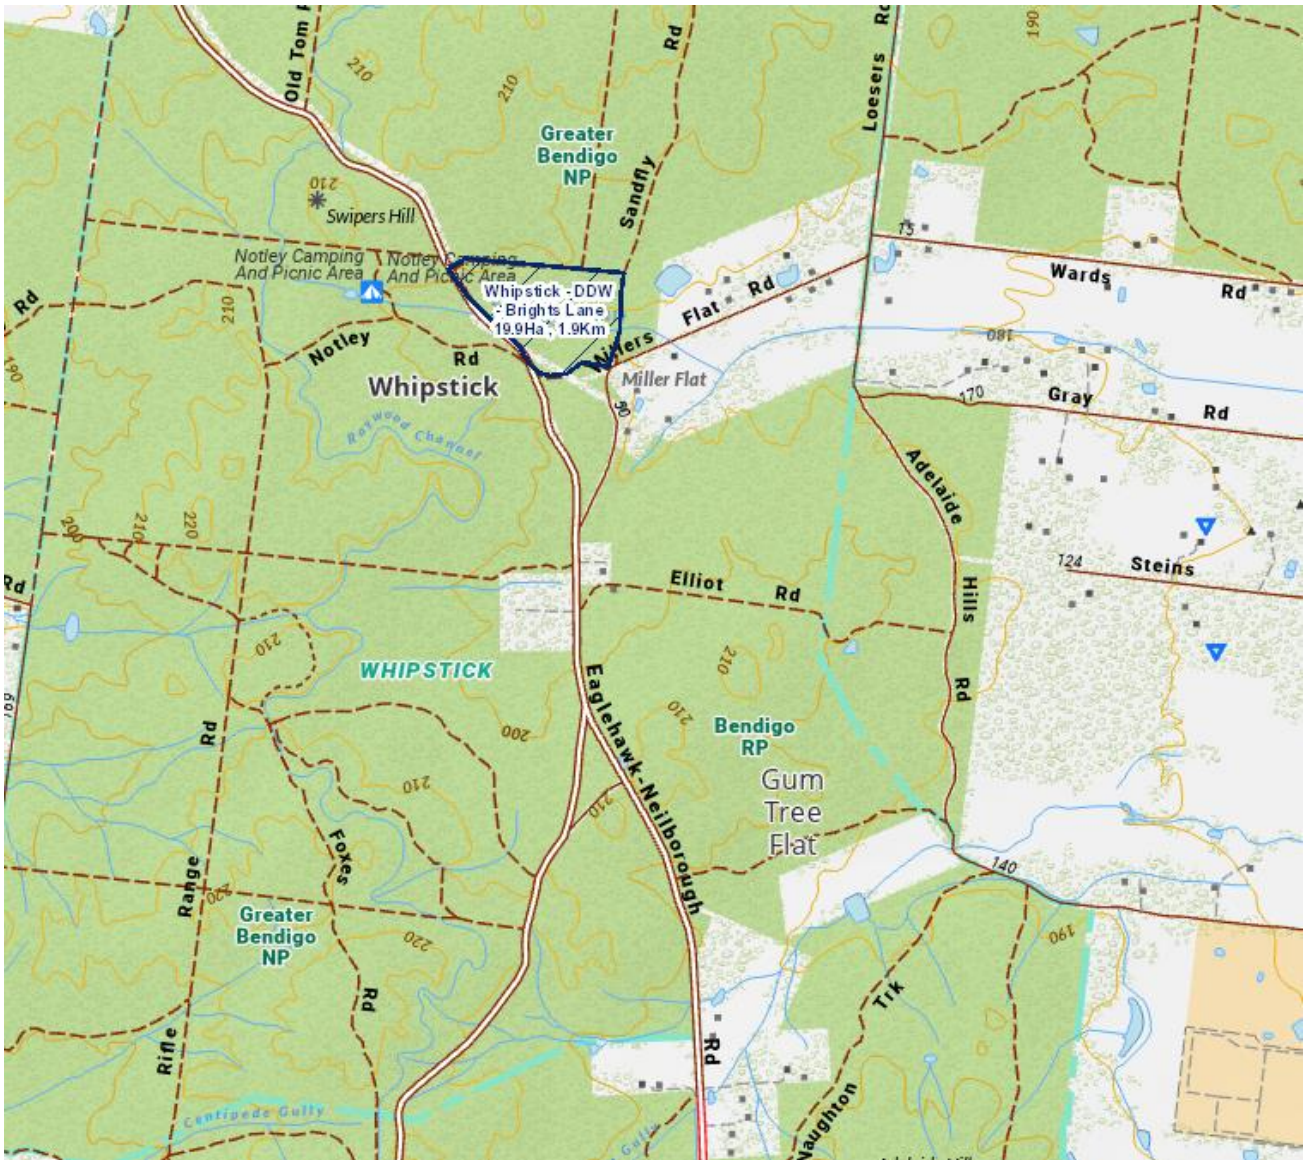 190
Rd
Old Tom
Rd
Loesers
210
210
Greater
Bendigo
NP
Sandfly
210
Swipers Hill
15
Notley Camping
And Picnic Area
Notley Camping
And Picnic Area
Whipstick - DDW
- Brights Lane
19.9Ha , 1.9Km
Wards
Rd
Flat
Rd
Rd
210
Notley
Rd
Millers
180
190
Whipstick
Miller Flat
50
170
Gray
Rd
Raywood Channel
Adelaide
200
210
220
124
Steins
Rd
Elliot
Rd
Hills
210
WHIPSTICK
210
Rd
169
Eaglehawk-Neilborough
Rd
200
210
Bendigo
RP
Gum
Tree
Flat
210
210
Foxes
140
Range
220
Greater
Bendigo
NP
220
190
Trk
Rd
Rifle
Rd
Centipede Gully
Gully
Naughton